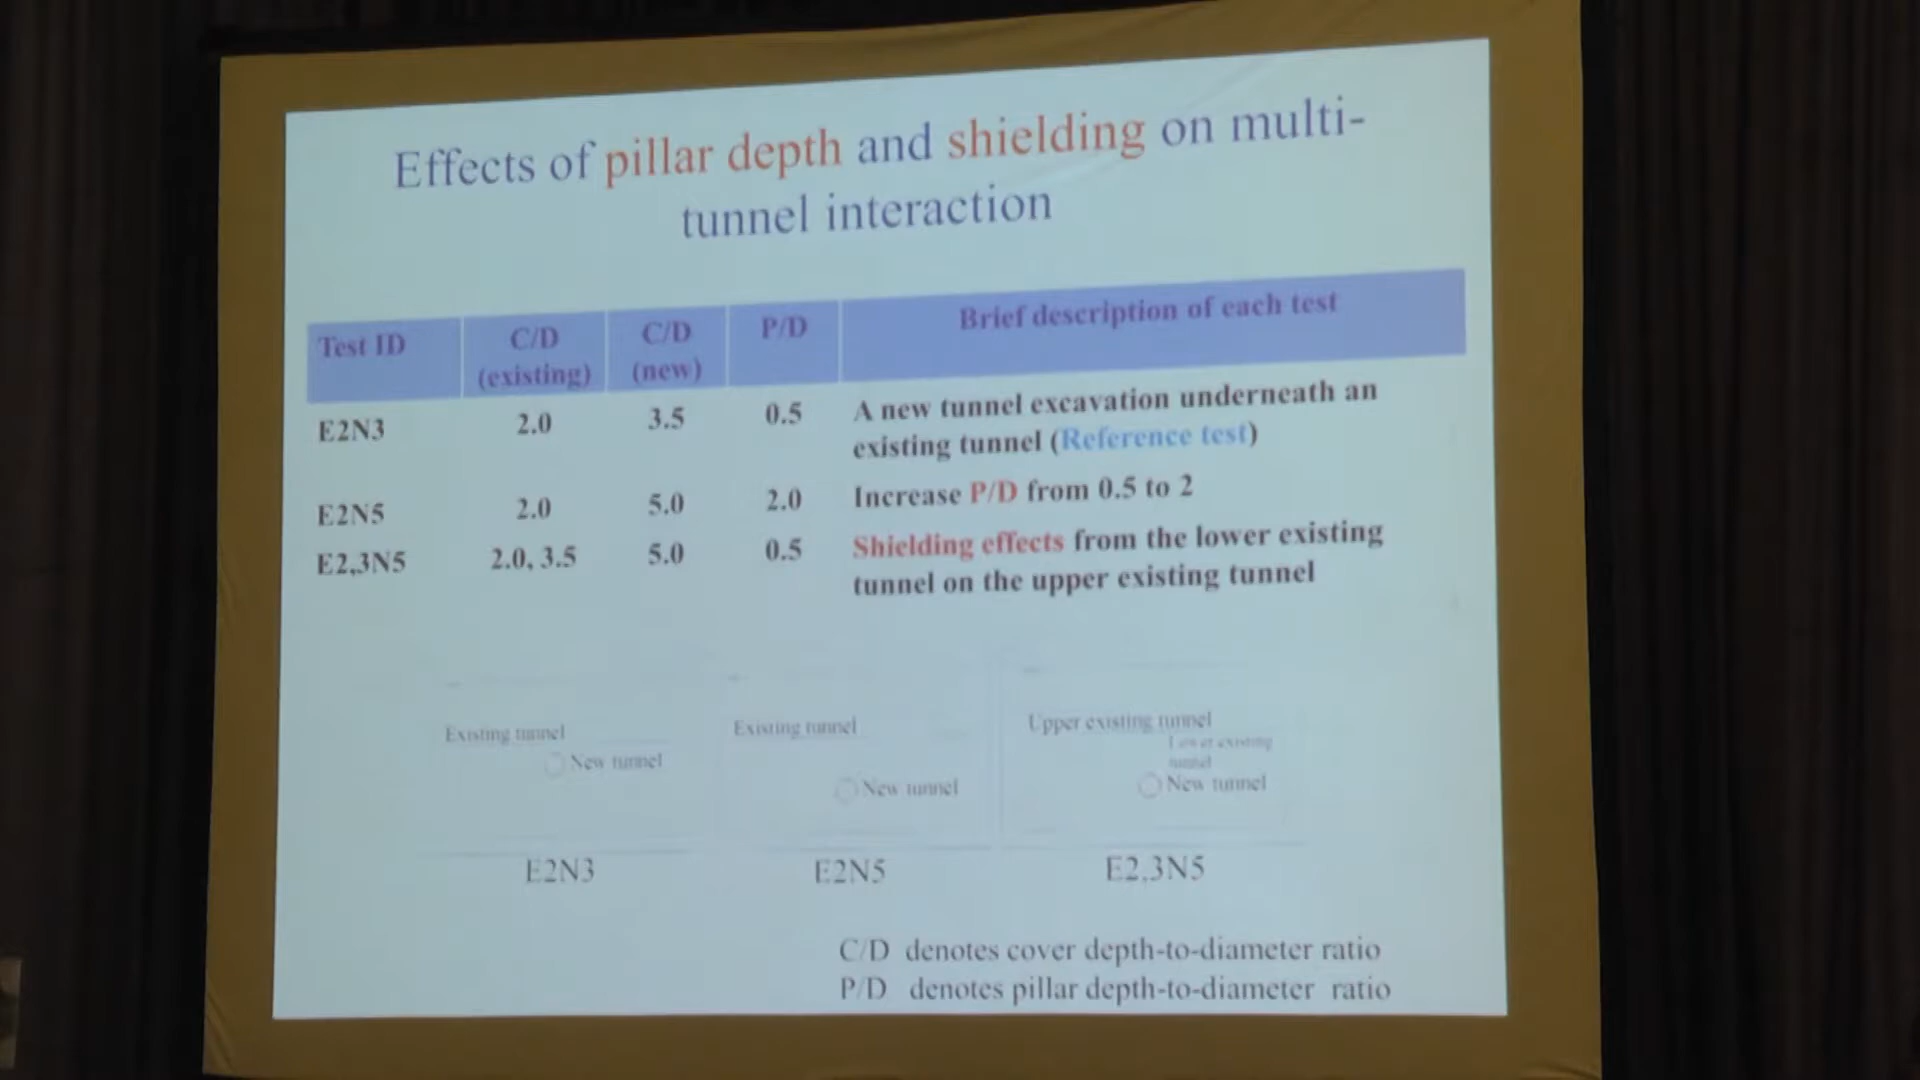 Effects of pillar depth and shielding on multi-
tunnel interaction
Test ID C/D (existing) C/D (new) P/D Brief description of each test
E2N3 2.0 3.5 0.5 A new tunnel excavation underneath an
existing tunnel (Reference test)
E2N5 2.0 5.0 2.0 Increase P/D from 0.5 to 2
E2,3N5 2.0, 3.5 5.0 0.5 Shielding effects from the lower existing
tunnel on the upper existing tunnel
Existing tunnel
New tunnel
Existing tunnel
New tunnel
Upper existing tunnel
Lower existing
tunnel
New tunnel
E2N3 E2N5 E2,3N5
C/D denotes cover depth-to-diameter ratio
P/D denotes pillar depth-to-diameter ratio